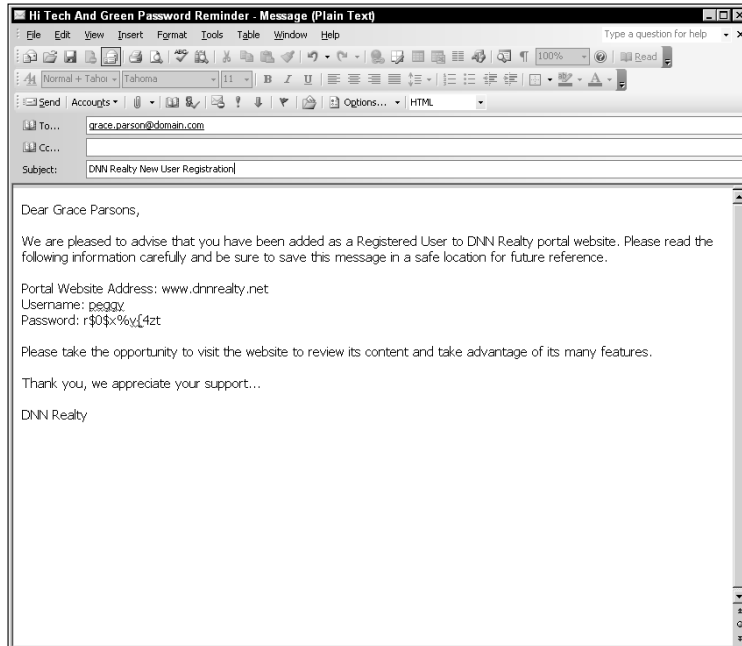 Hi Tech And Green Password Reminder - Message (Plain Text)
File Edit View Insert Format Tools Table Window Help Type a question for help
100% Read
Normal + Tahor Tahoma 11 B I U A
Send Accounts Options... HTML
To... grace.parson@domain.com
Cc...
Subject: DNN Realty New User Registration
Dear Grace Parsons,
We are pleased to advise that you have been added as a Registered User to DNN Realty portal website. Please read the
following information carefully and be sure to save this message in a safe location for future reference.
Portal Website Address: www.dnnrealty.net
Username: peggy
Password: r$0$x%y{4zt
Please take the opportunity to visit the website to review its content and take advantage of its many features.
Thank you, we appreciate your support...
DNN Realty